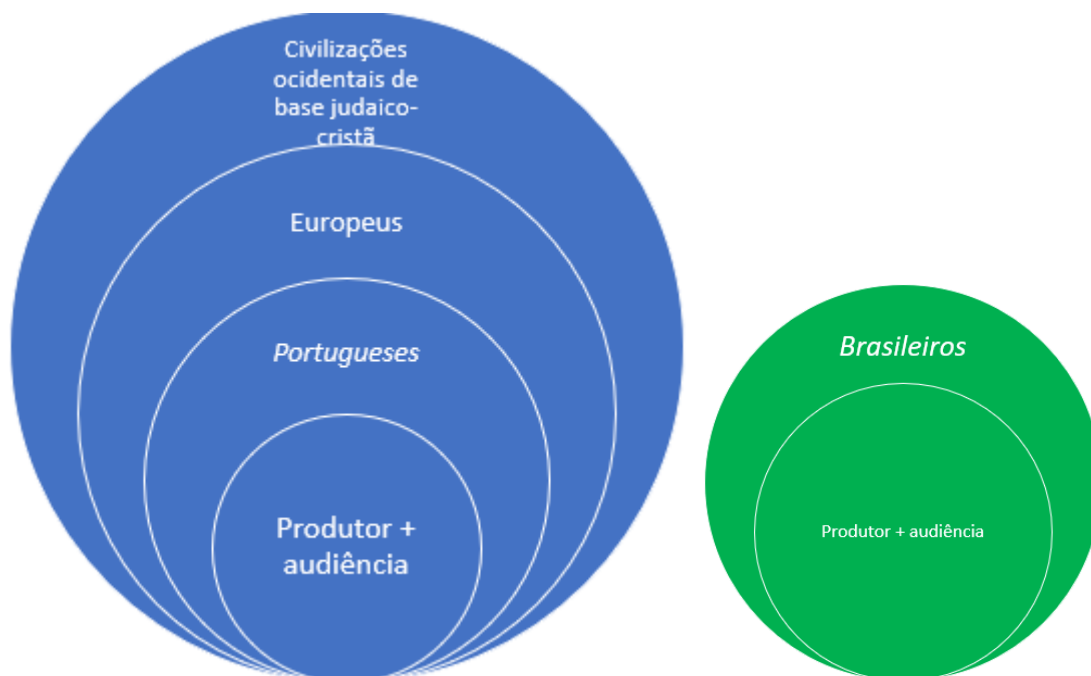 Civilizações
ocidentais de
base judaico-
cristã
Europeus
Portugueses
Produtor +
audiência
Brasileiros
Produtor + audiência